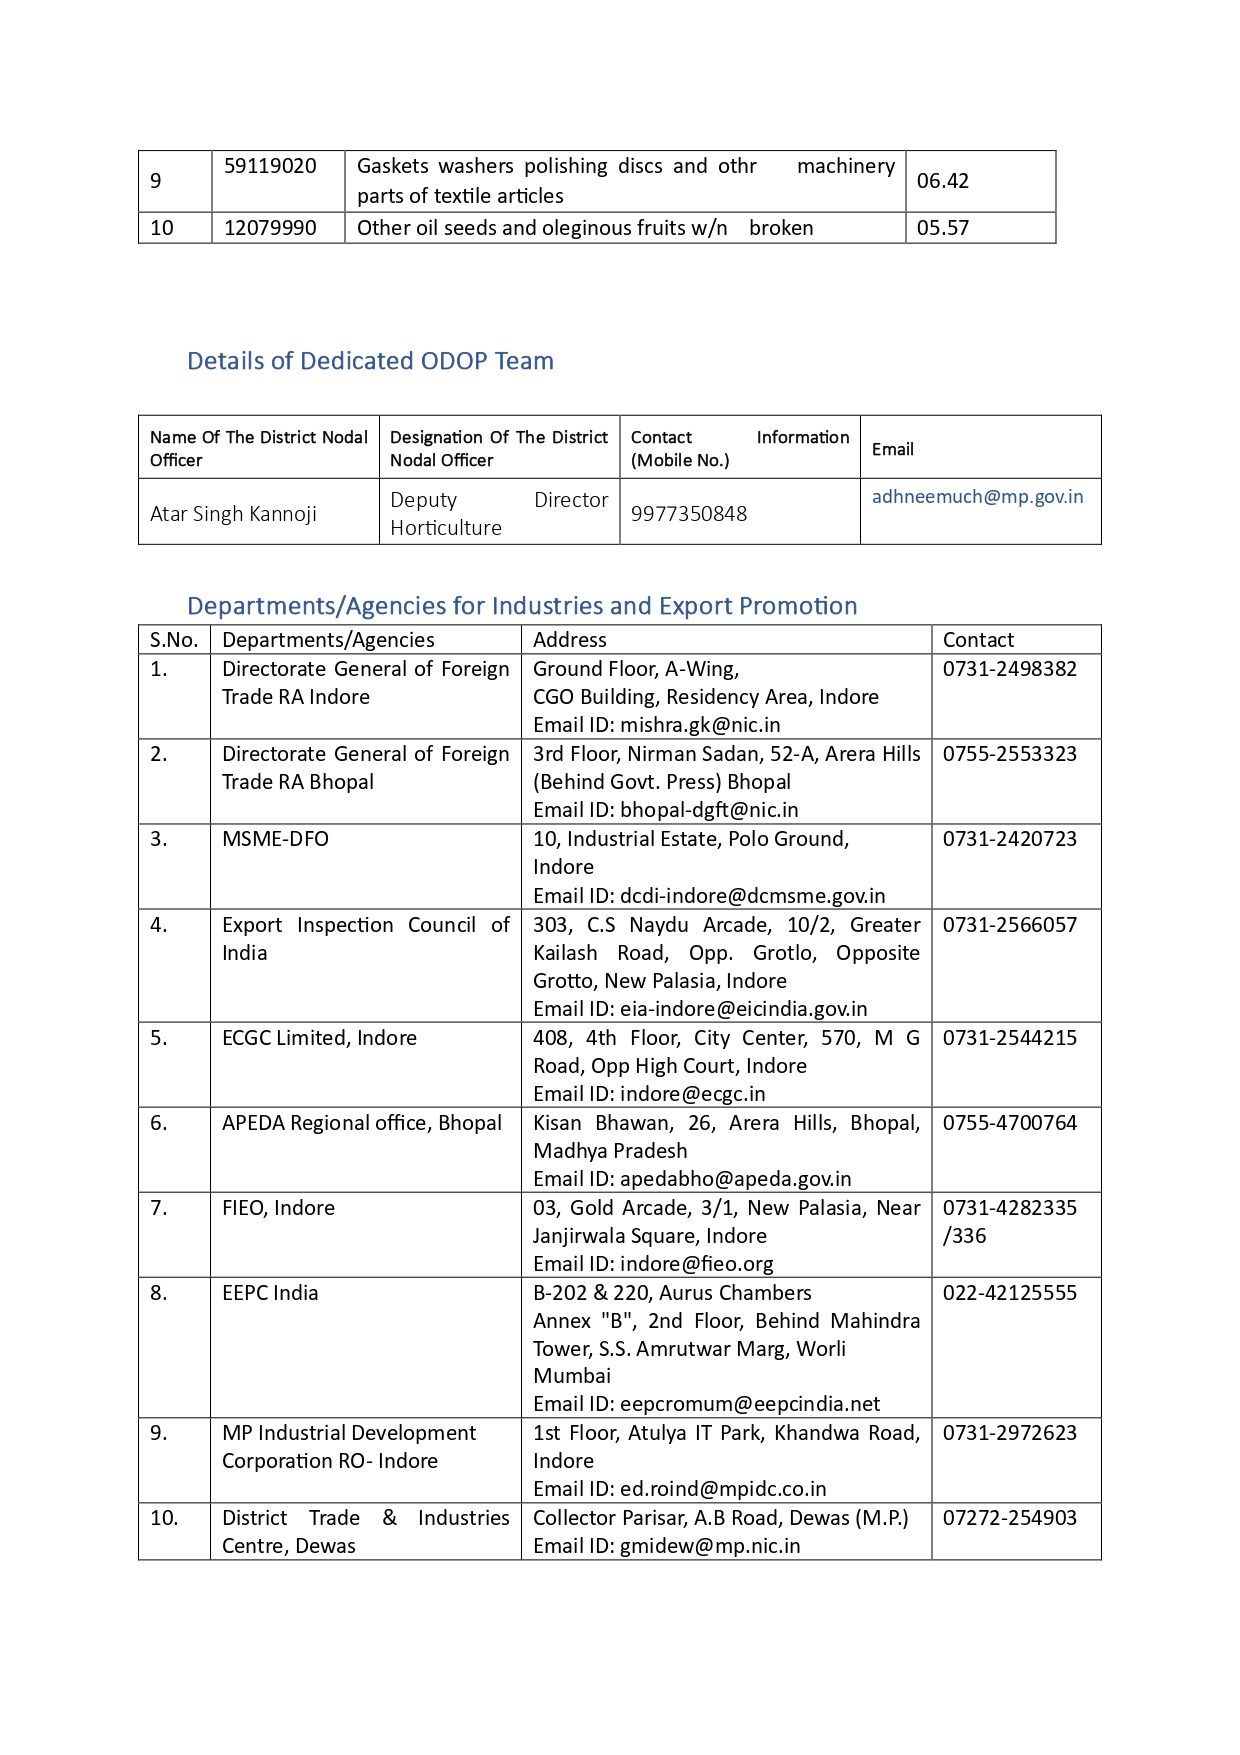 9 59119020 Gaskets washers polishing discs and othr machinery 06.42
parts of textile articles
10 12079990 Other oil seeds and oleginous fruits w/n broken 05.57
Details of Dedicated ODOP Team
Name Of The District Nodal Officer
Designation Of The District Nodal Officer
Contact Information (Mobile No.)
Email
Atar Singh Kannoji
Deputy Director
Horticulture
9977350848
adhneemuch@mp.gov.in
Departments/Agencies for Industries and Export Promotion
S.No. Departments/Agencies Address Contact
1. Directorate General of Foreign Ground Floor, A-Wing, 0731-2498382
Trade RA Indore CGO Building, Residency Area, Indore
Email ID: mishra.gk@nic.in
2. Directorate General of Foreign 3rd Floor, Nirman Sadan, 52-A, Arera Hills 0755-2553323
Trade RA Bhopal (Behind Govt. Press) Bhopal
Email ID: bhopal-dgft@nic.in
3. MSME-DFO 10, Industrial Estate, Polo Ground, 0731-2420723
Indore
Email ID: dcdi-indore@dcmsme.gov.in
4. Export Inspection Council of 303, C.S Naydu Arcade, 10/2, Greater 0731-2566057
India Kailash Road, Opp. Grotlo, Opposite
Grotto, New Palasia, Indore
Email ID: eia-indore@eicindia.gov.in
5. ECGC Limited, Indore 408, 4th Floor, City Center, 570, M G 0731-2544215
Road, Opp High Court, Indore
Email ID: indore@ecgc.in
6. APEDA Regional office, Bhopal Kisan Bhawan, 26, Arera Hills, Bhopal, 0755-4700764
Madhya Pradesh
Email ID: apedabho@apeda.gov.in
7. FIEO, Indore 03, Gold Arcade, 3/1, New Palasia, Near 0731-4282335
Janjirwala Square, Indore /336
Email ID: indore@fieo.org
8. EEPC India B-202 & 220, Aurus Chambers 022-42125555
Annex "B", 2nd Floor, Behind Mahindra
Tower, S.S. Amrutwar Marg, Worli
Mumbai
Email ID: eepcromum@eepcindia.net
9. MP Industrial Development 1st Floor, Atulya IT Park, Khandwa Road, 0731-2972623
Corporation RO- Indore Indore
Email ID: ed.roind@mpidc.co.in
10. District Trade & Industries Collector Parisar, A.B Road, Dewas (M.P.) 07272-254903
Centre, Dewas Email ID: gmidew@mp.nic.in